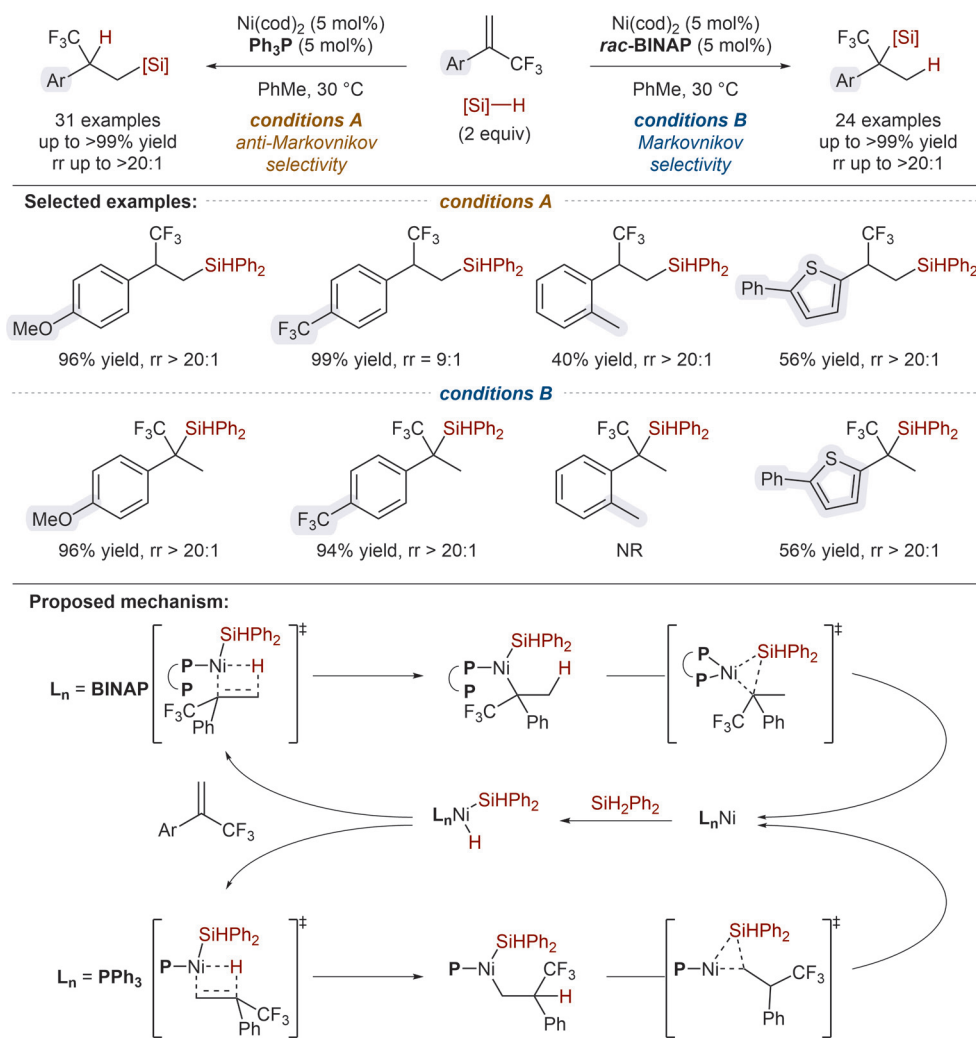 F₃C H
Ar [Si]
31 examples
up to >99% yield
rr up to >20:1
Ni(cod)₂ (5 mol%)
Ph₃P (5 mol%)
PhMe, 30 °C
conditions A
anti-Markovnikov
selectivity
Ar CF₃
[Si]—H
(2 equiv)
Ni(cod)₂ (5 mol%)
rac-BINAP (5 mol%)
PhMe, 30 °C
conditions B
Markovnikov
selectivity
F₃C [Si]
Ar H
24 examples
up to >99% yield
rr up to >20:1
Selected examples: conditions A
CF₃ SiHPh₂ MeO
96% yield, rr > 20:1
CF₃ SiHPh₂ F₃C
99% yield, rr = 9:1
CF₃ SiHPh₂
40% yield, rr > 20:1
CF₃ SiHPh₂ S Ph
56% yield, rr > 20:1
conditions B
F₃C SiHPh₂ MeO
96% yield, rr > 20:1
F₃C SiHPh₂ F₃C
94% yield, rr > 20:1
F₃C SiHPh₂
NR
F₃C SiHPh₂ S Ph
56% yield, rr > 20:1
Proposed mechanism:
Lₙ = BINAP
SiHPh₂ ‡
P Ni H
P
F₃C
Ph
SiHPh₂
P Ni H
P
F₃C Ph
SiHPh₂ ‡
P Ni
P
F₃C Ph
Ar CF₃
SiHPh₂
LₙNi
H
SiH₂Ph₂
LₙNi
Lₙ = PPh₃
SiHPh₂ ‡
P Ni H
CF₃
Ph
SiHPh₂
P Ni CF₃
H
Ph
SiHPh₂ ‡
P Ni CF₃
Ph